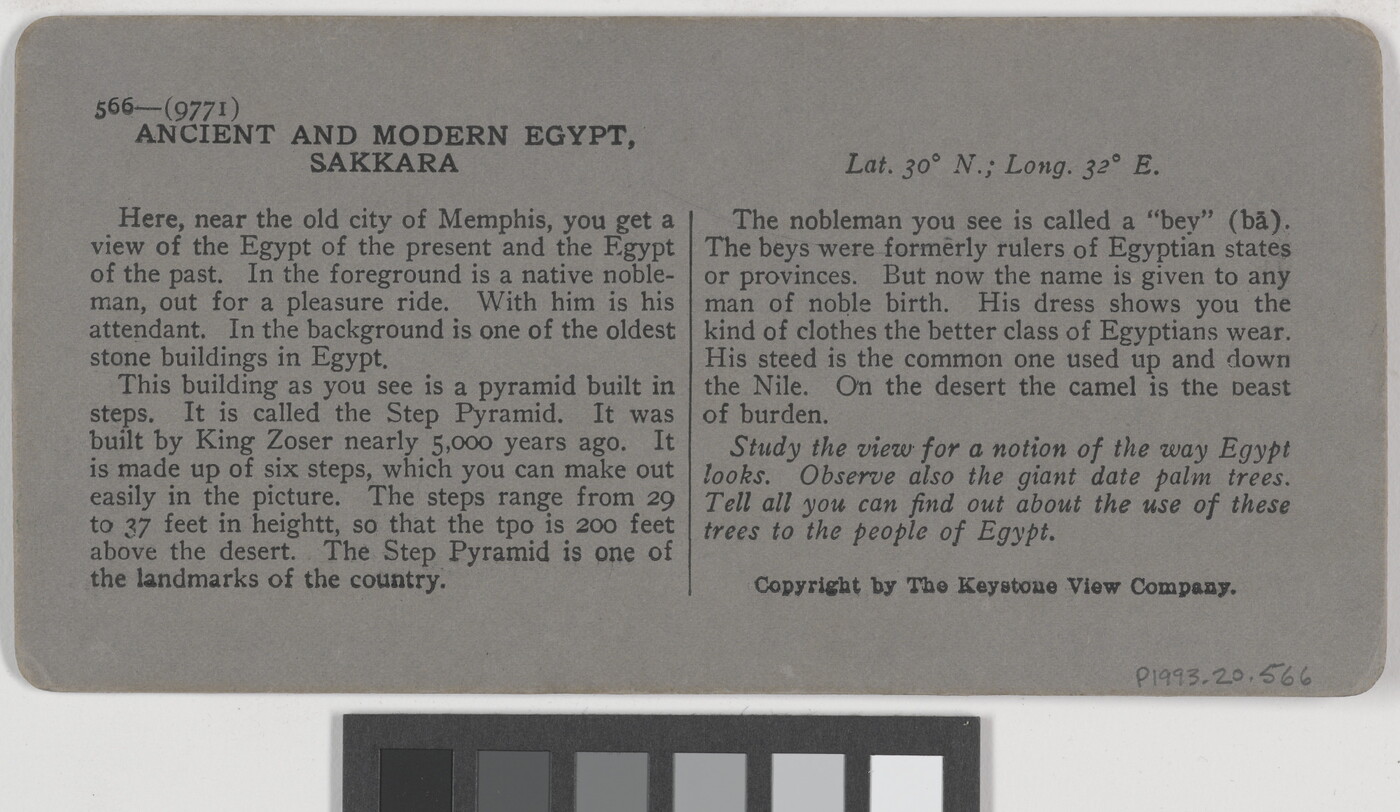 566—(9771)
ANCIENT AND MODERN EGYPT,
SAKKARA
Here, near the old city of Memphis, you get a
view of the Egypt of the present and the Egypt
of the past. In the foreground is a native noble-
man, out for a pleasure ride. With him is his
attendant. In the background is one of the oldest
stone buildings in Egypt.
This building as you see is a pyramid built in
steps. It is called the Step Pyramid. It was
built by King Zoser nearly 5,000 years ago. It
is made up of six steps, which you can make out
easily in the picture. The steps range from 29
to 37 feet in heightt, so that the tpo is 200 feet
above the desert. The Step Pyramid is one of
the landmarks of the country.
Lat. 30° N.; Long. 32° E.
The nobleman you see is called a “bey” (bā).
The beys were formerly rulers of Egyptian states
or provinces. But now the name is given to any
man of noble birth. His dress shows you the
kind of clothes the better class of Egyptians wear.
His steed is the common one used up and down
the Nile. On the desert the camel is the beast
of burden.
Study the view for a notion of the way Egypt
looks. Observe also the giant date palm trees.
Tell all you can find out about the use of these
trees to the people of Egypt.
Copyright by The Keystone View Company.
P1993.20.566